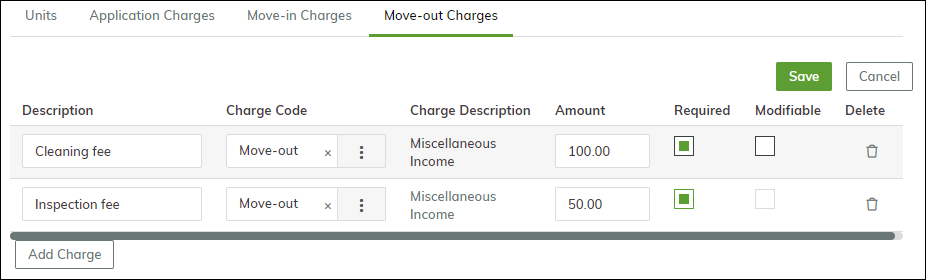 Units Application Charges Move-in Charges Move-out Charges
Save Cancel
Description Charge Code Charge Description Amount Required Modifiable Delete
Cleaning fee Move-out × Miscellaneous Income 100.00
Inspection fee Move-out × Miscellaneous Income 50.00
Add Charge